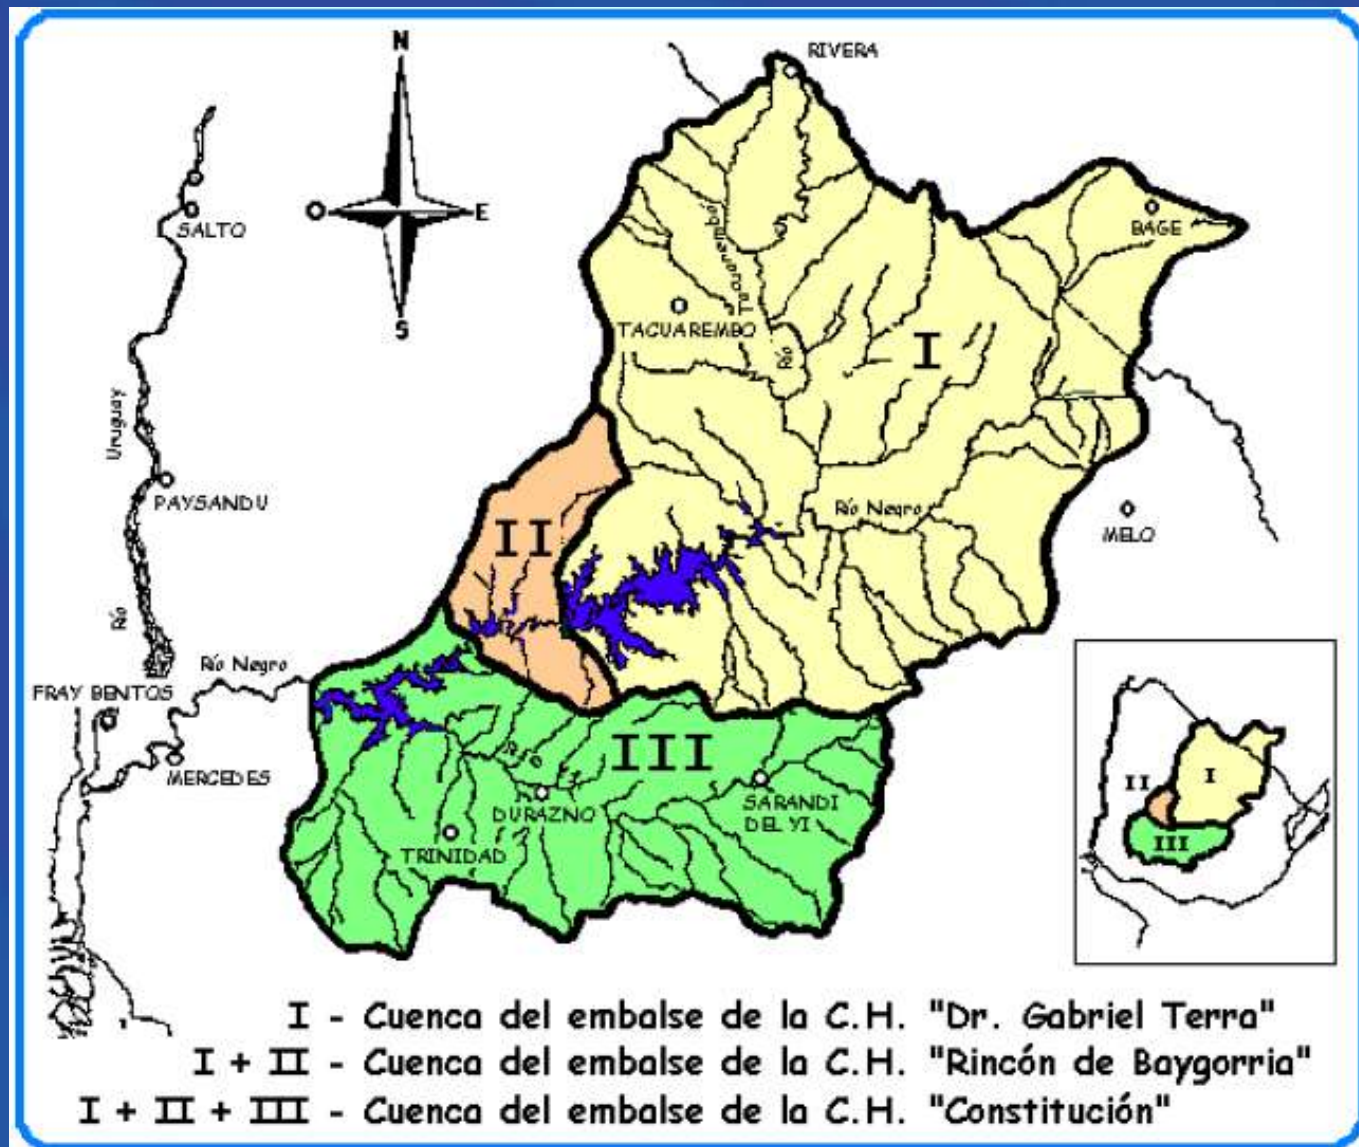 N
RIVERA
BAGE
O
E
SALTO
S
Tacuarembó
Río
TACUAREMBO
I
Uruguay
Río
PAYSANDU
II
Río Negro
MELO
Río Negro
FRAY BENTOS
MERCEDES
III
Río Yí
DURAZNO
SARANDI
DEL YI
TRINIDAD
II
I
III
I - Cuenca del embalse de la C.H. "Dr. Gabriel Terra"
I + II - Cuenca del embalse de la C.H. "Rincón de Baygorria"
I + II + III - Cuenca del embalse de la C.H. "Constitución"